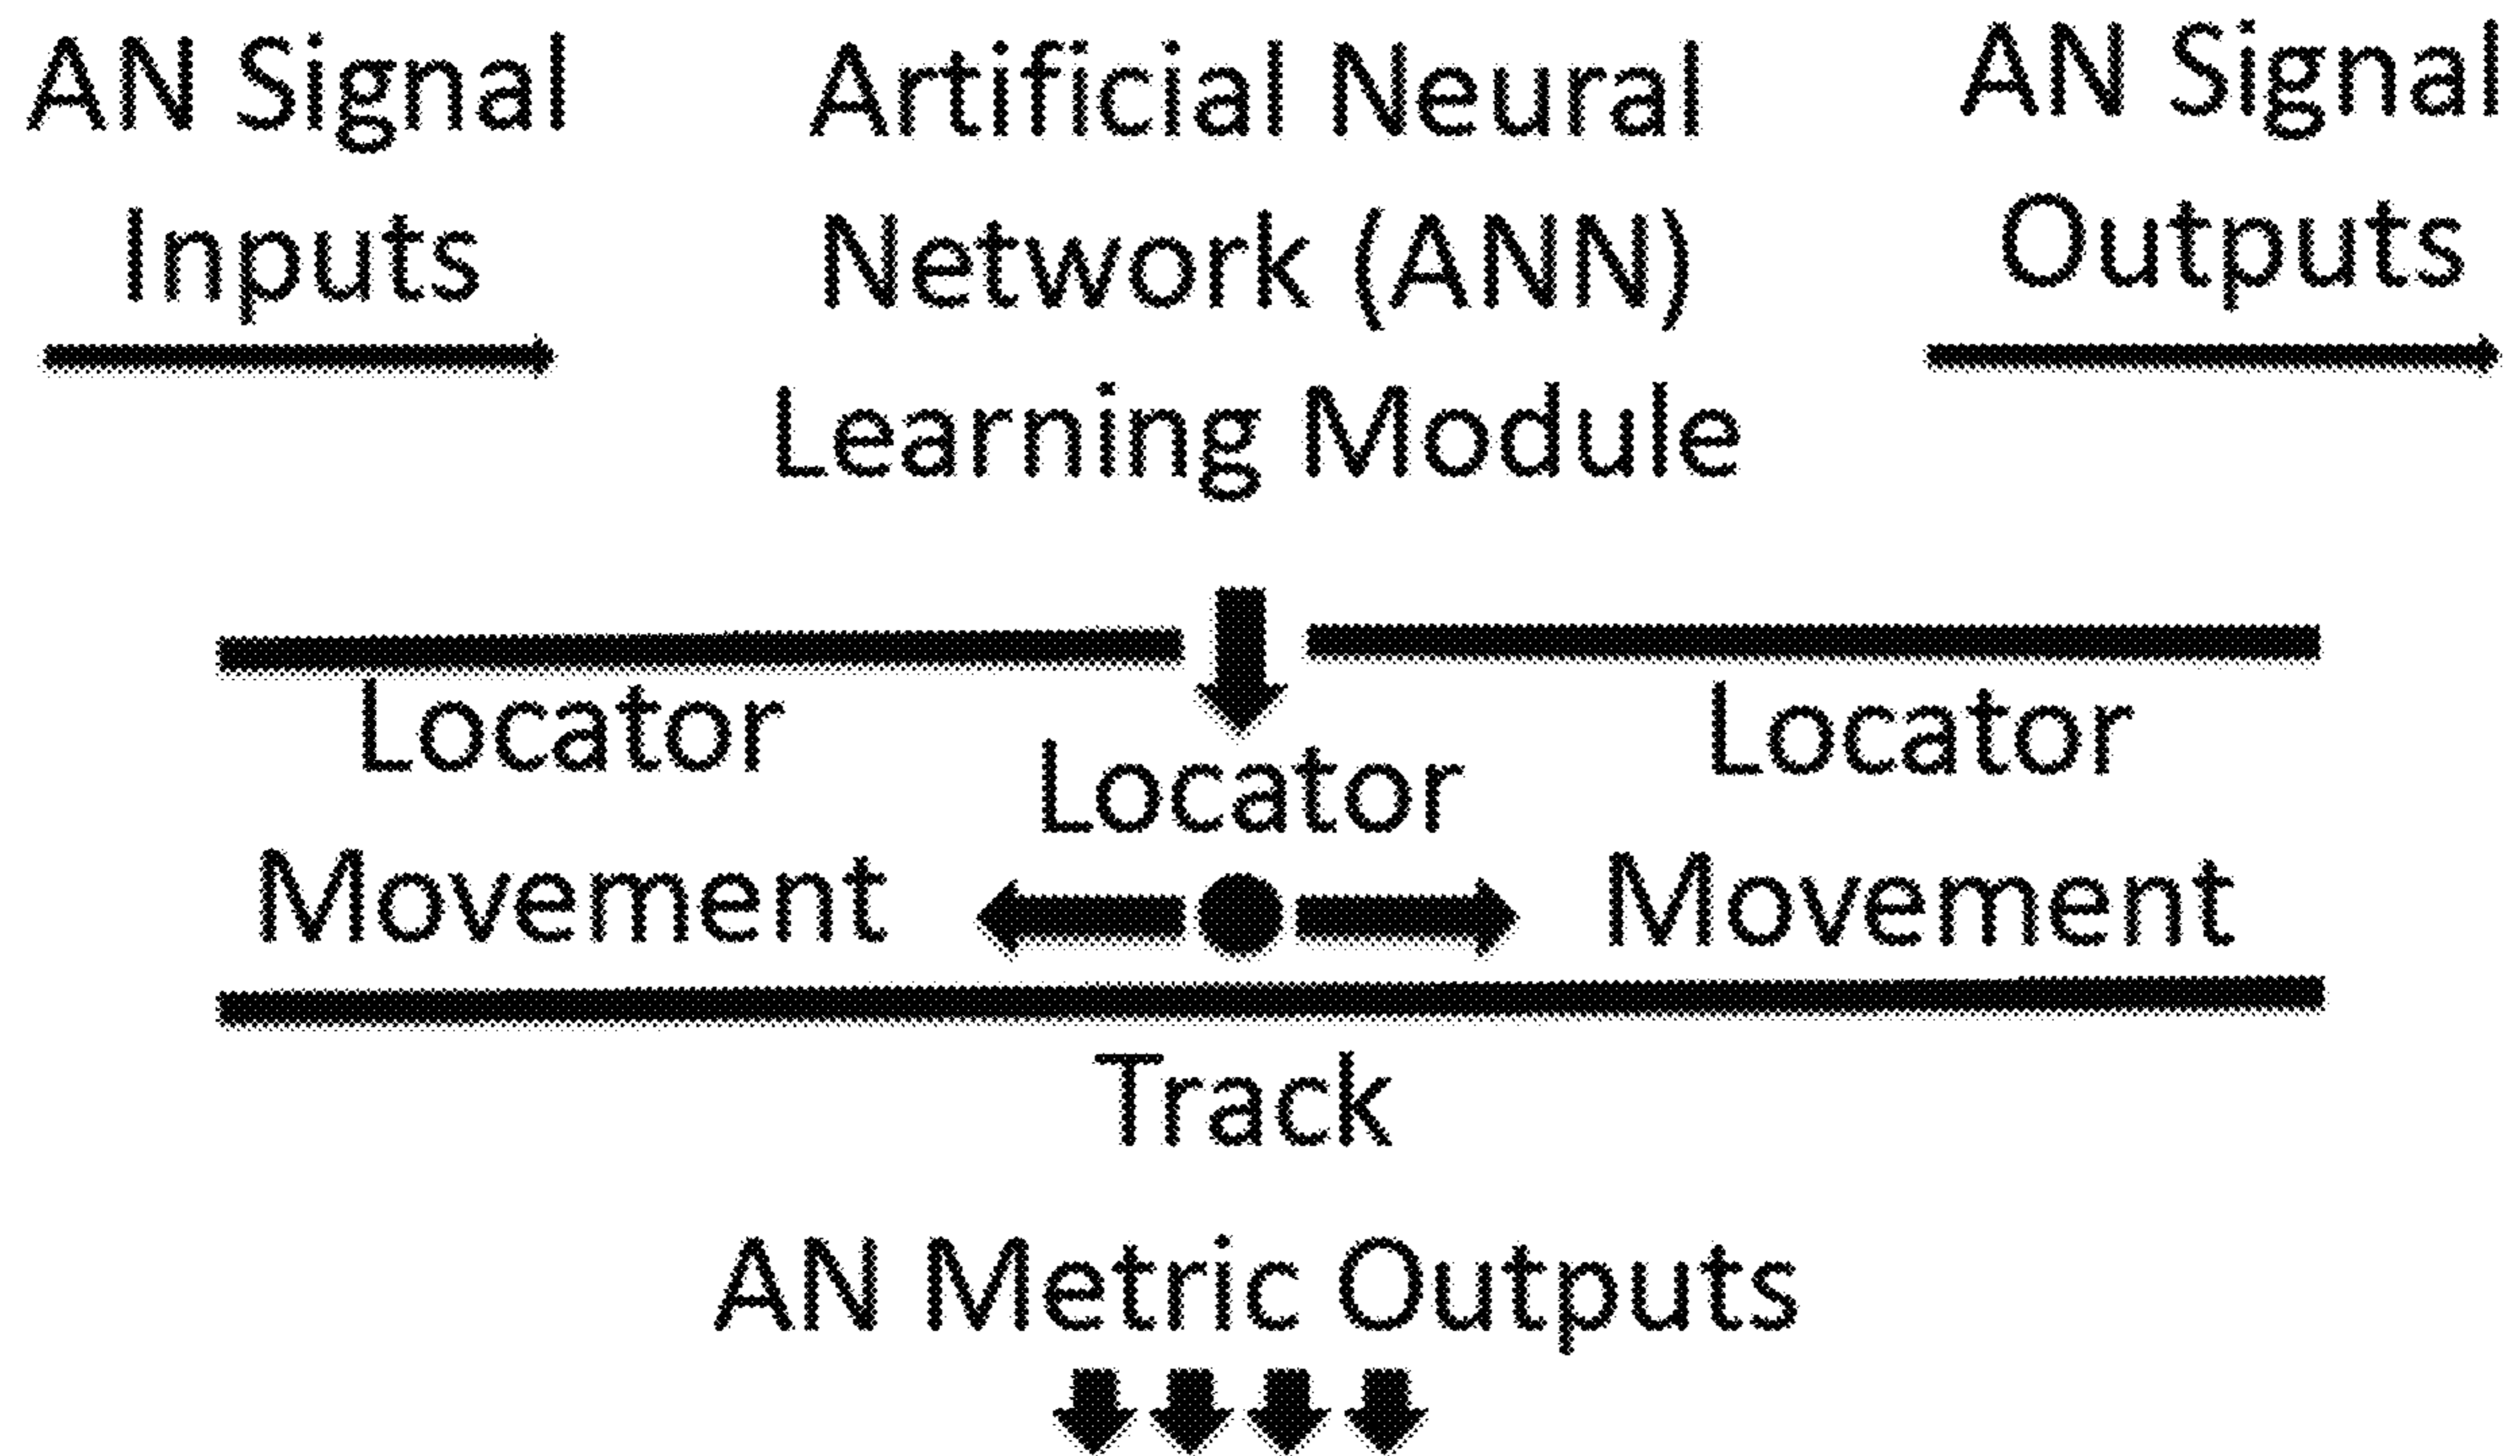 AN Signal
Inputs
Artificial Neural
Network (ANN)
Learning Module
AN Signal
Outputs
Locator
Movement
Locator
Locator
Movement
Track
AN Metric Outputs